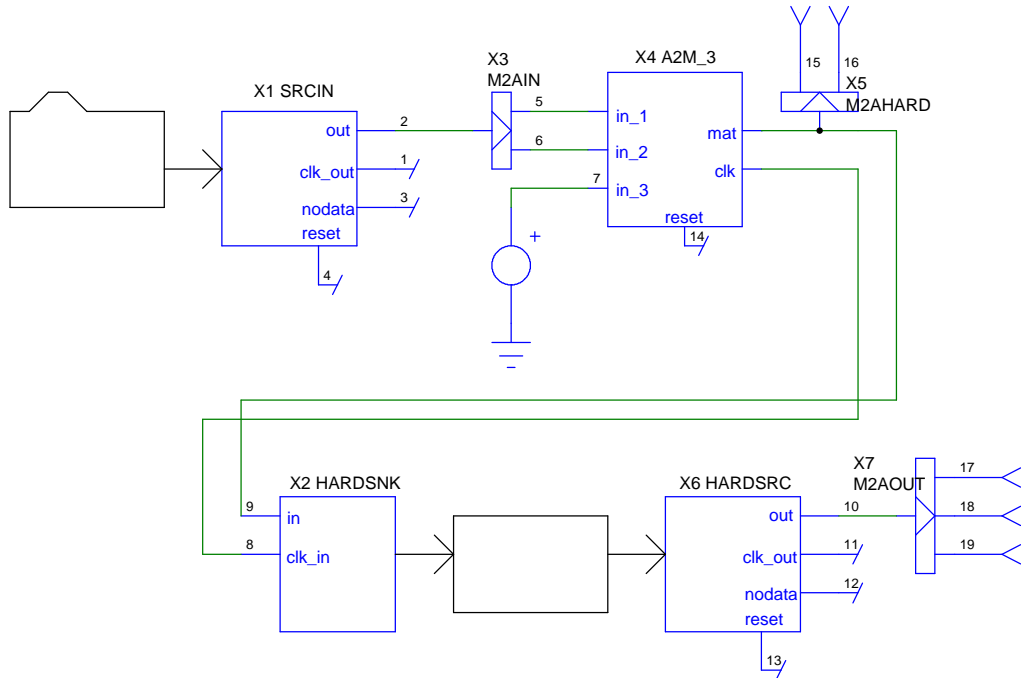 X1 SRCIN
out
clk_out
nodata
reset
2
1
3
4
X3
M2AIN
5
6
7
+
X4 A2M_3
in_1
in_2
in_3
mat
clk
reset
14
15
16
X5
M2AHARD
X2 HARDSNK
9
8
in
clk_in
X6 HARDSRC
out
clk_out
nodata
reset
10
11
12
13
X7
M2AOUT
17
18
19